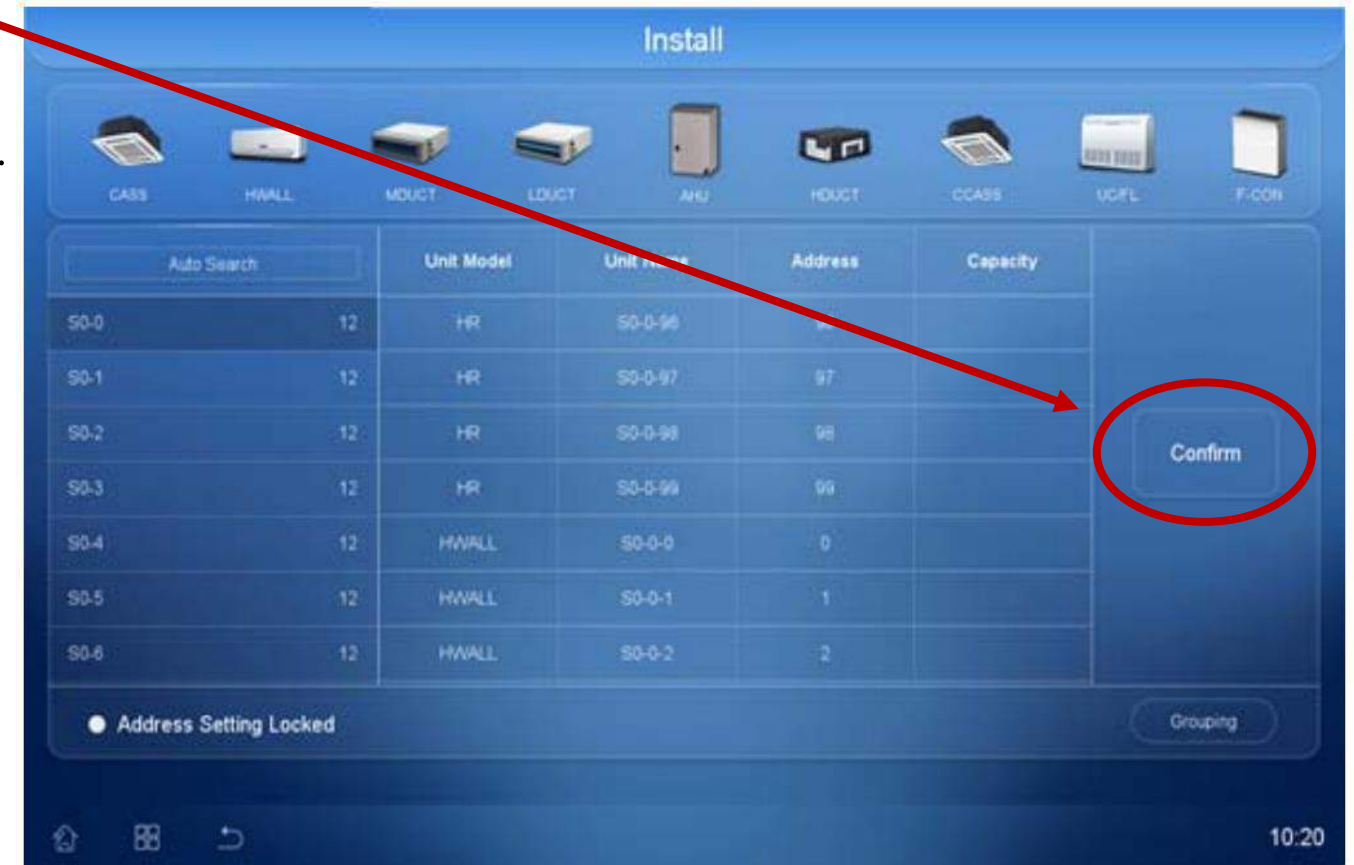 Install
.
CASS HWALL MDUCT LDUCT AHU HDUCT CCASS UC/FL F-CON
Auto Search Unit Model Unit Address Capacity
S0-0 12 HR S0-0-96
S0-1 12 HR S0-0-97 97
S0-2 12 HR S0-0-98 98
S0-3 12 HR S0-0-99 99
S0-4 12 HWALL S0-0-0 0
S0-5 12 HWALL S0-0-1 1
S0-6 12 HWALL S0-0-2 2
Confirm
Address Setting Locked Grouping
10:20